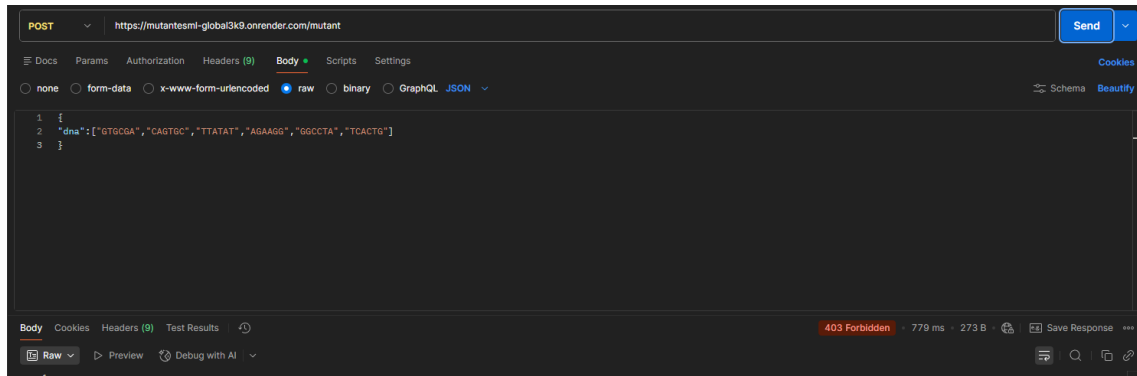 POST https://mutantesml-global3k9.onrender.com/mutant Send
Docs Params Authorization Headers (9) Body Scripts Settings Cookies
none form-data x-www-form-urlencoded raw binary GraphQL JSON Schema Beautify
1 {
2 "dna":["GTGCGA","CAGTGC","TTATAT","AGAAGG","GGCCTA","TCACTG"]
3 }
Body Cookies Headers (9) Test Results 403 Forbidden • 779 ms • 273 B Save Response
Raw Preview Debug with AI